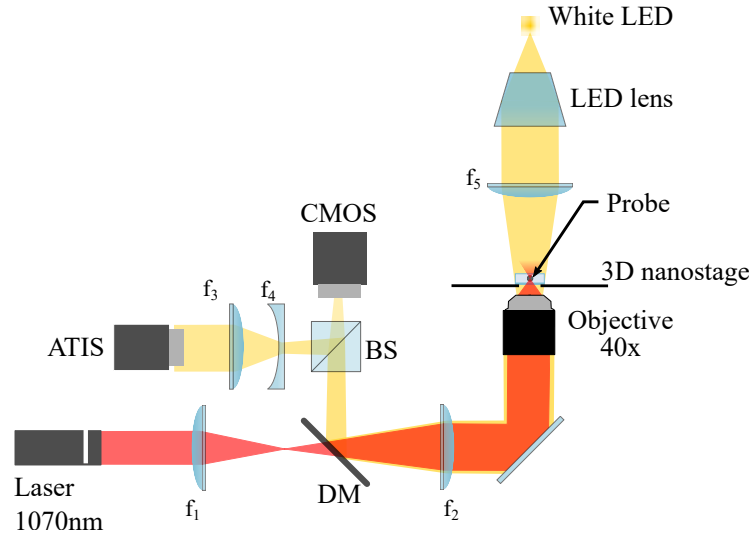 White LED
LED lens
f5
Probe
CMOS
3D nanostage
f3
f4
Objective
40x
ATIS
BS
DM
Laser
1070nm
f1
f2